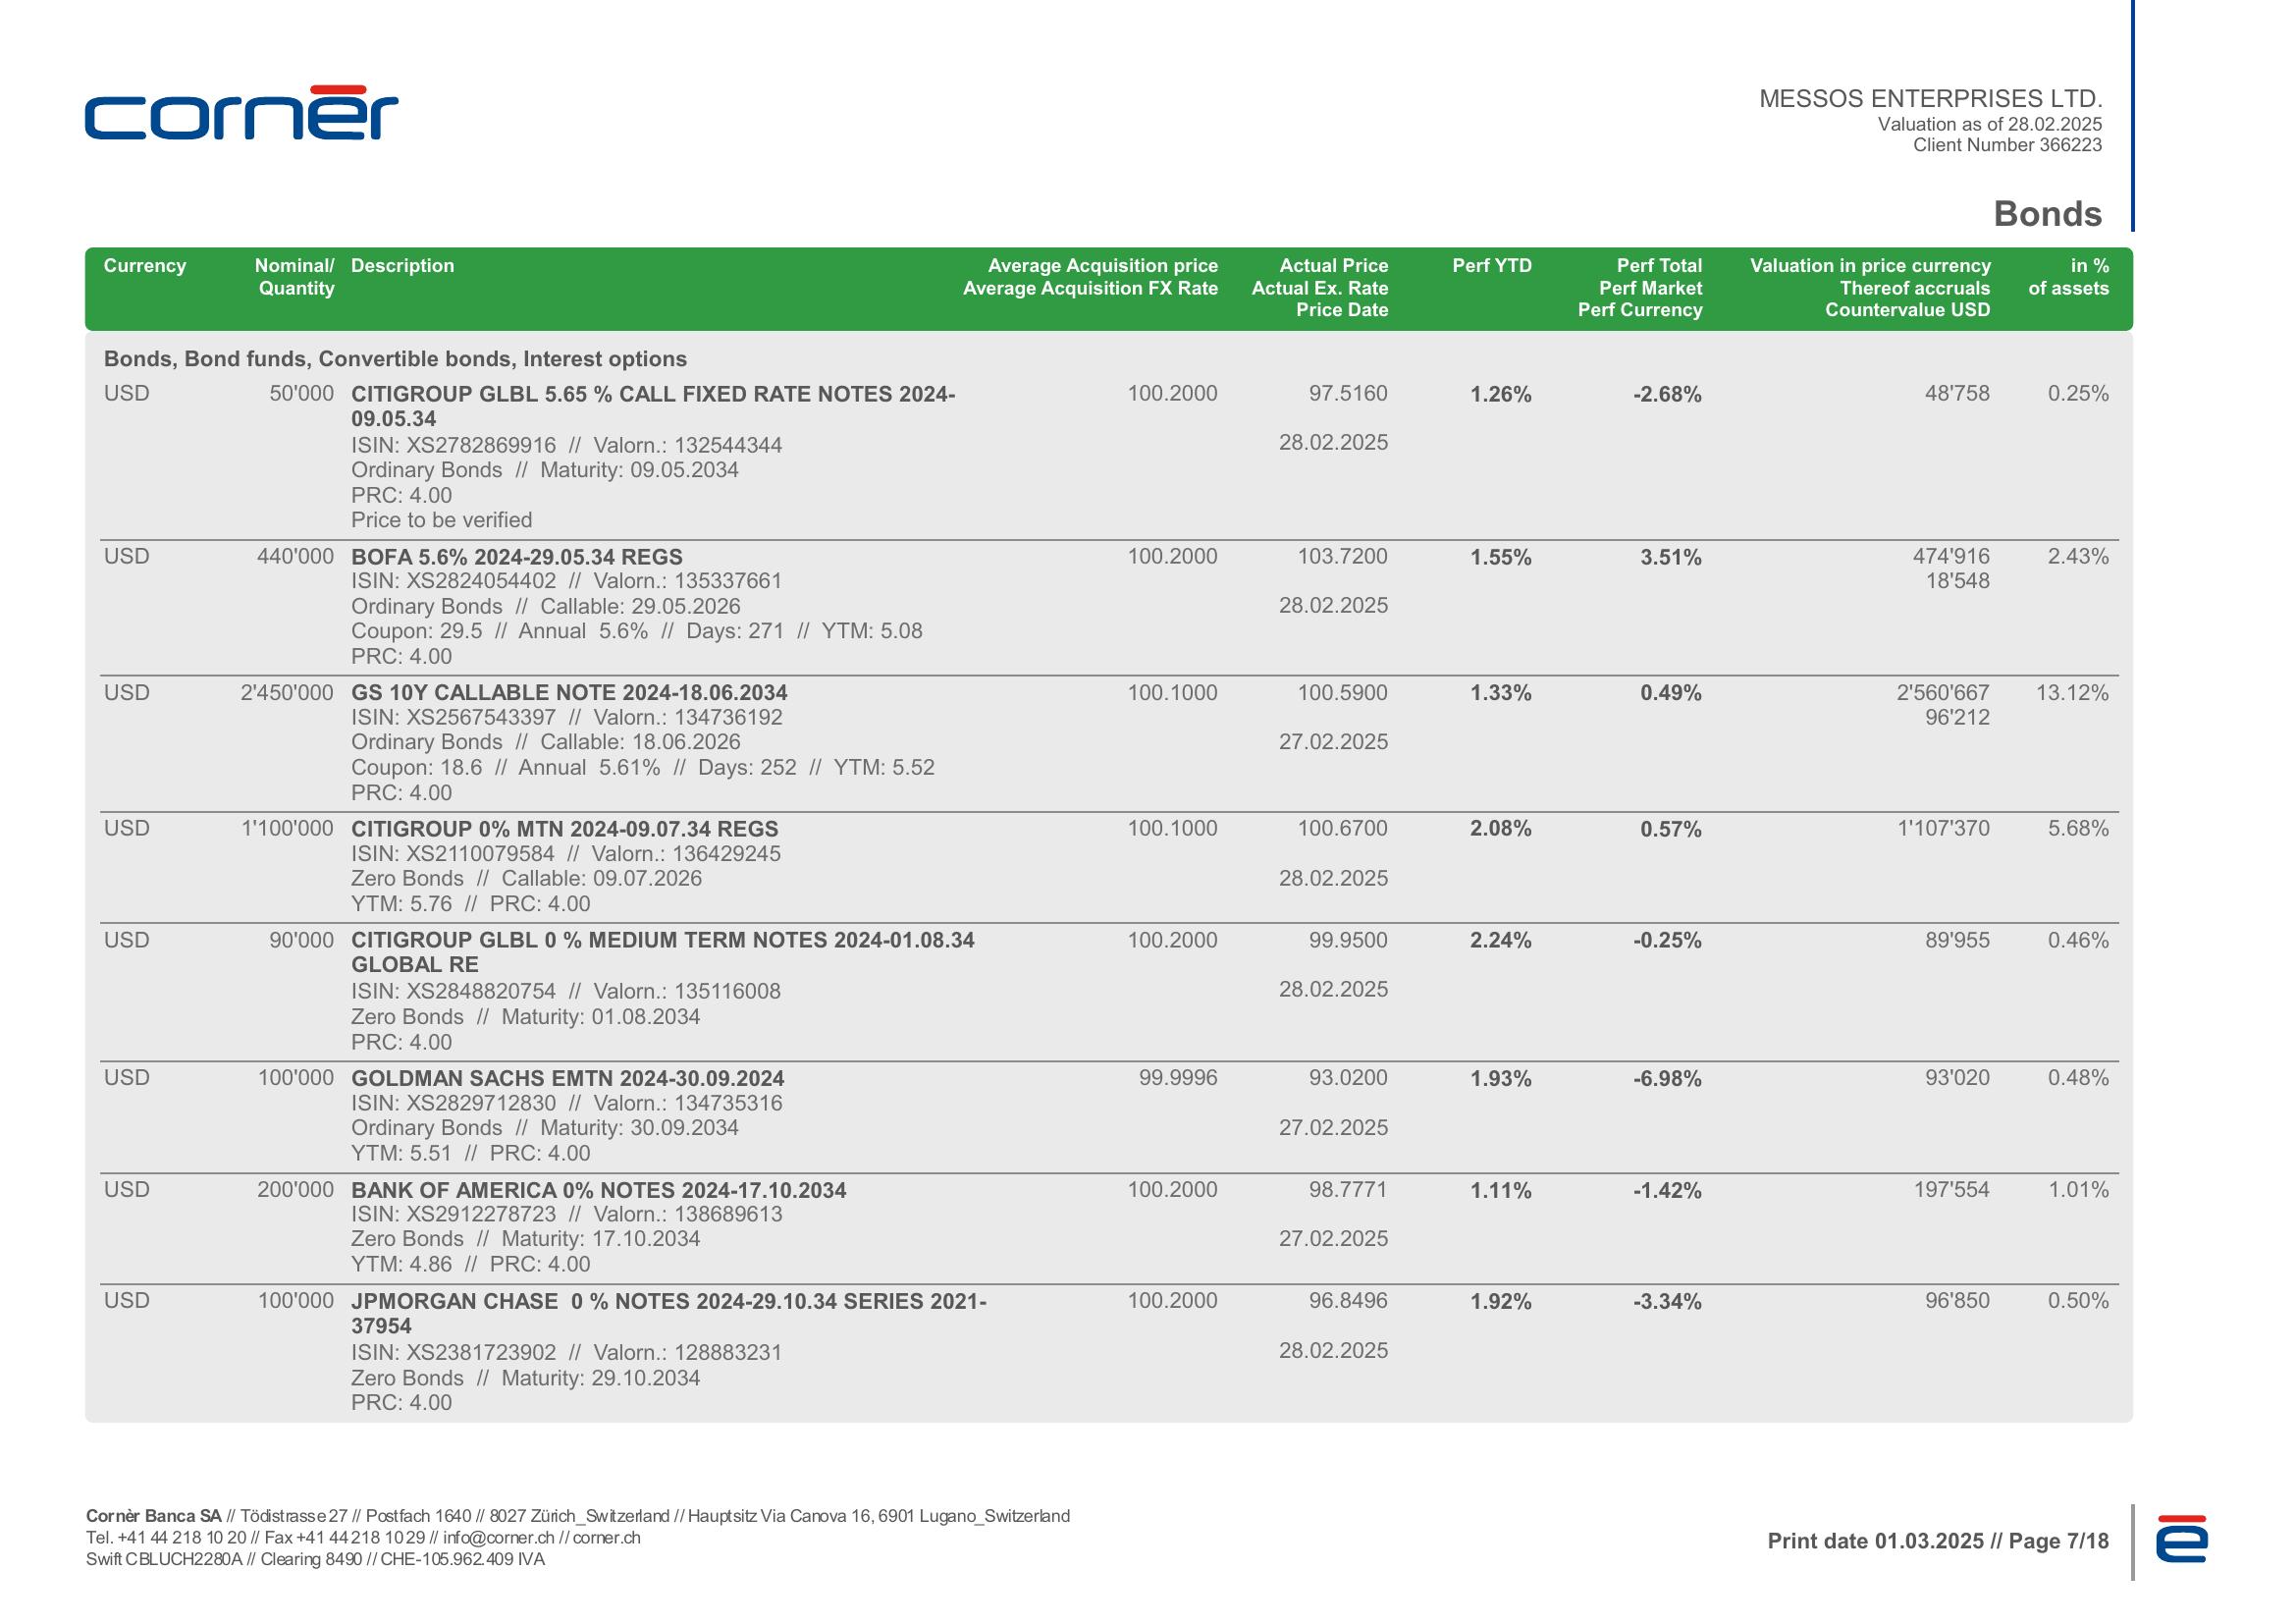 cornèr
MESSOS ENTERPRISES LTD.
Valuation as of 28.02.2025
Client Number 366223
Bonds
Currency Nominal/ Description Average Acquisition price Actual Price Perf YTD Perf Total Valuation in price currency in %
Quantity Average Acquisition FX Rate Actual Ex. Rate Perf Market Thereof accruals of assets
Price Date Perf Currency Countervalue USD
Bonds, Bond funds, Convertible bonds, Interest options
USD 50'000 CITIGROUP GLBL 5.65 % CALL FIXED RATE NOTES 2024- 100.2000 97.5160 1.26% -2.68% 48'758 0.25%
09.05.34
ISIN: XS2782869916 // Valorn.: 132544344 28.02.2025
Ordinary Bonds // Maturity: 09.05.2034
PRC: 4.00
Price to be verified
USD 440'000 BOFA 5.6% 2024-29.05.34 REGS 100.2000 103.7200 1.55% 3.51% 474'916 2.43%
ISIN: XS2824054402 // Valorn.: 135337661 18'548
Ordinary Bonds // Callable: 29.05.2026 28.02.2025
Coupon: 29.5 // Annual 5.6% // Days: 271 // YTM: 5.08
PRC: 4.00
USD 2'450'000 GS 10Y CALLABLE NOTE 2024-18.06.2034 100.1000 100.5900 1.33% 0.49% 2'560'667 13.12%
ISIN: XS2567543397 // Valorn.: 134736192 96'212
Ordinary Bonds // Callable: 18.06.2026 27.02.2025
Coupon: 18.6 // Annual 5.61% // Days: 252 // YTM: 5.52
PRC: 4.00
USD 1'100'000 CITIGROUP 0% MTN 2024-09.07.34 REGS 100.1000 100.6700 2.08% 0.57% 1'107'370 5.68%
ISIN: XS2110079584 // Valorn.: 136429245
Zero Bonds // Callable: 09.07.2026 28.02.2025
YTM: 5.76 // PRC: 4.00
USD 90'000 CITIGROUP GLBL 0 % MEDIUM TERM NOTES 2024-01.08.34 100.2000 99.9500 2.24% -0.25% 89'955 0.46%
GLOBAL RE
ISIN: XS2848820754 // Valorn.: 135116008 28.02.2025
Zero Bonds // Maturity: 01.08.2034
PRC: 4.00
USD 100'000 GOLDMAN SACHS EMTN 2024-30.09.2024 99.9996 93.0200 1.93% -6.98% 93'020 0.48%
ISIN: XS2829712830 // Valorn.: 134735316
Ordinary Bonds // Maturity: 30.09.2034 27.02.2025
YTM: 5.51 // PRC: 4.00
USD 200'000 BANK OF AMERICA 0% NOTES 2024-17.10.2034 100.2000 98.7771 1.11% -1.42% 197'554 1.01%
ISIN: XS2912278723 // Valorn.: 138689613
Zero Bonds // Maturity: 17.10.2034 27.02.2025
YTM: 4.86 // PRC: 4.00
USD 100'000 JPMORGAN CHASE 0 % NOTES 2024-29.10.34 SERIES 2021- 100.2000 96.8496 1.92% -3.34% 96'850 0.50%
37954
ISIN: XS2381723902 // Valorn.: 128883231 28.02.2025
Zero Bonds // Maturity: 29.10.2034
PRC: 4.00
Cornèr Banca SA // Tödistrasse 27 // Postfach 1640 // 8027 Zürich_Switzerland // Hauptsitz Via Canova 16, 6901 Lugano_Switzerland
Tel. +41 44 218 10 20 // Fax +41 44 218 10 29 // info@corner.ch // corner.ch
Swift CBLUCH2280A // Clearing 8490 // CHE-105.962.409 IVA
Print date 01.03.2025 // Page 7/18